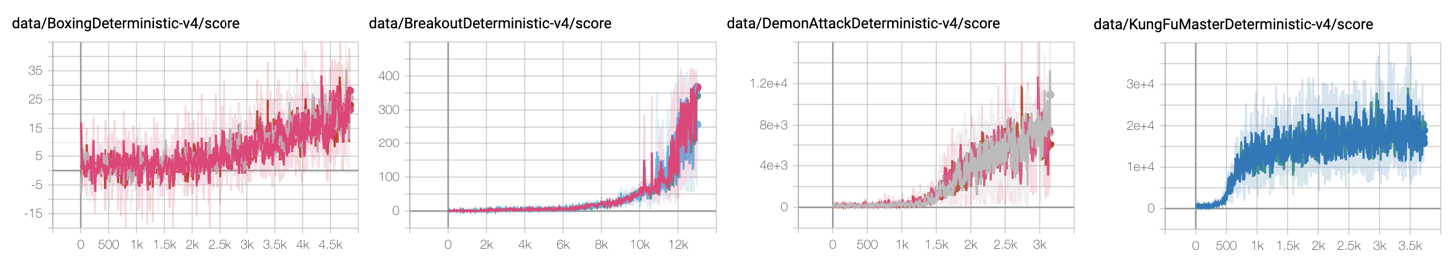 data/BoxingDeterministic-v4/score
35
25
15
5
-5
-15
0 500 1k 1.5k 2k 2.5k 3k 3.5k 4k 4.5k
data/BreakoutDeterministic-v4/score
400
300
200
100
0
0 2k 4k 6k 8k 10k 12k
data/DemonAttackDeterministic-v4/score
1.2e+4
8e+3
4e+3
0
0 500 1k 1.5k 2k 2.5k 3k
data/KungFuMasterDeterministic-v4/score
3e+4
2e+4
1e+4
0
0 500 1k 1.5k 2k 2.5k 3k 3.5k